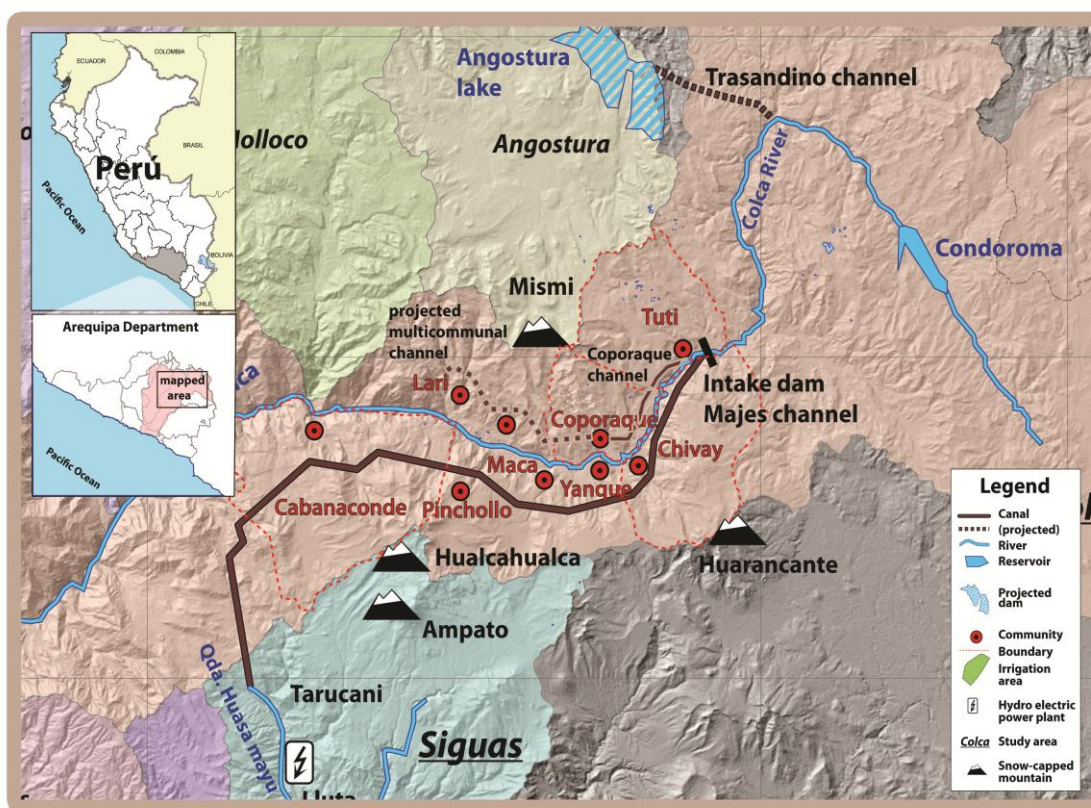 COLOMBIA
ECUADOR
BRASIL
Perú
Pacific Ocean
BOLIVIA
CHILE
Arequipa Department
mapped
area
Pacific Ocean
Angostura
lake
Trasandino channel
Angostura
Colca River
Condoroma
Mismi
projected
multicommunal
channel
Tuti
Coporaque
channel
Lari
Intake dam
Majes channel
Coporaque
Chivay
Maca
Yanque
Cabanaconde
Pinchollo
Hualcahualca
Huarancante
Ampato
Qda. Huasa mayu
Tarucani
Siguas
Legend
Canal
(projected)
River
Reservoir
Projected
dam
Community
Boundary
Irrigation
area
Hydro electric
power plant
Colca
Study area
Snow-capped
mountain